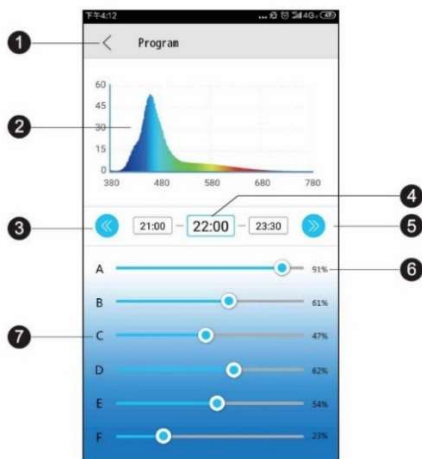 下午4:12 ... 4G
1 Program
60
45
2 30
15
0
380 480 580 680 780
4
3 21:00 – 22:00 – 23:30 5
A 91% 6
B 61%
7 C 47%
D 62%
E 54%
F 23%